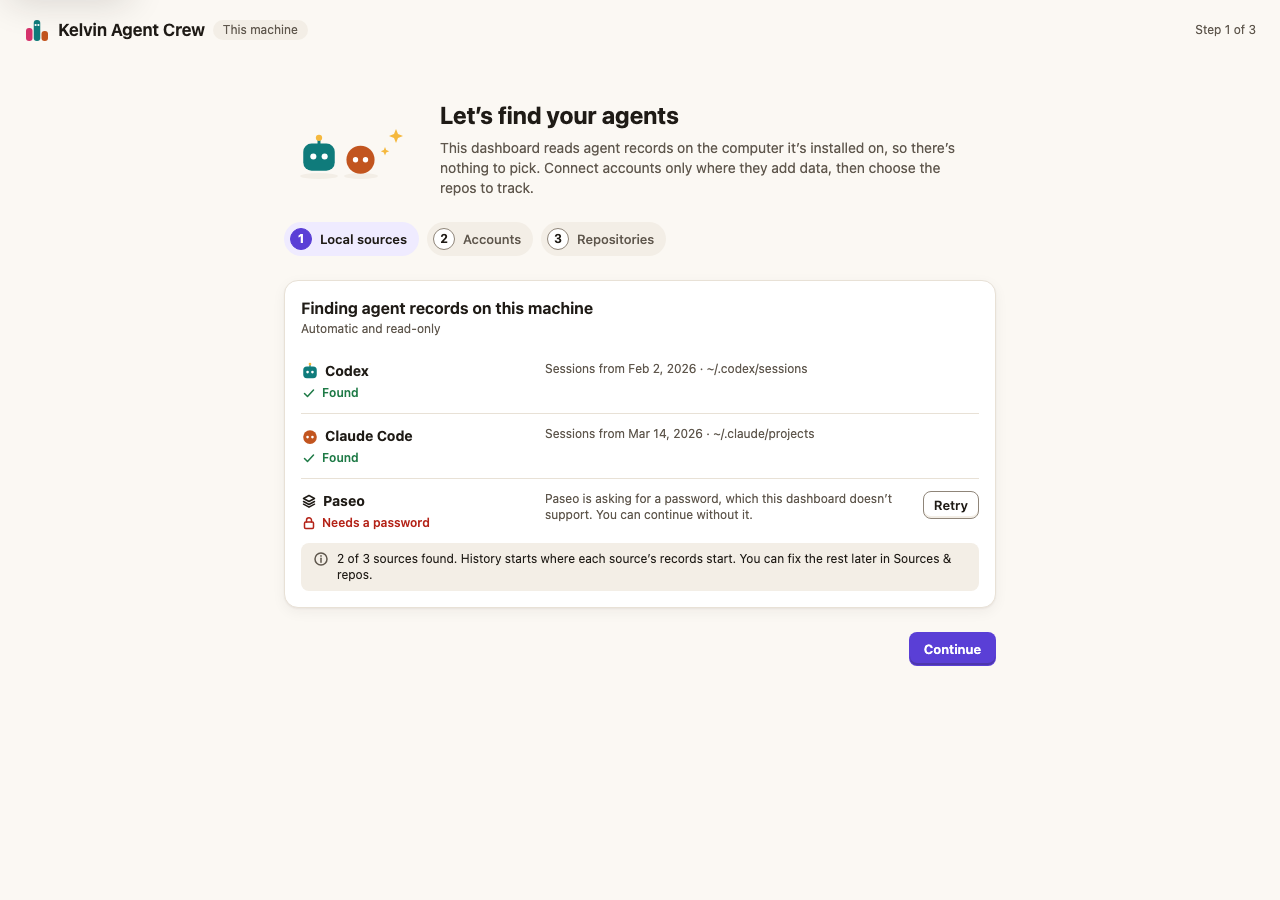 Kelvin Agent Crew
This machine
Step 1 of 3
Let’s find your agents
This dashboard reads agent records on the computer it’s installed on, so there’s
nothing to pick. Connect accounts only where they add data, then choose the
repos to track.
1 Local sources
2 Accounts
3 Repositories
Finding agent records on this machine
Automatic and read-only
Codex
Sessions from Feb 2, 2026 · ~/.codex/sessions
Found
Claude Code
Sessions from Mar 14, 2026 · ~/.claude/projects
Found
Paseo
Paseo is asking for a password, which this dashboard doesn’t
support. You can continue without it.
Retry
Needs a password
2 of 3 sources found. History starts where each source’s records start. You can fix the rest later in Sources &
repos.
Continue